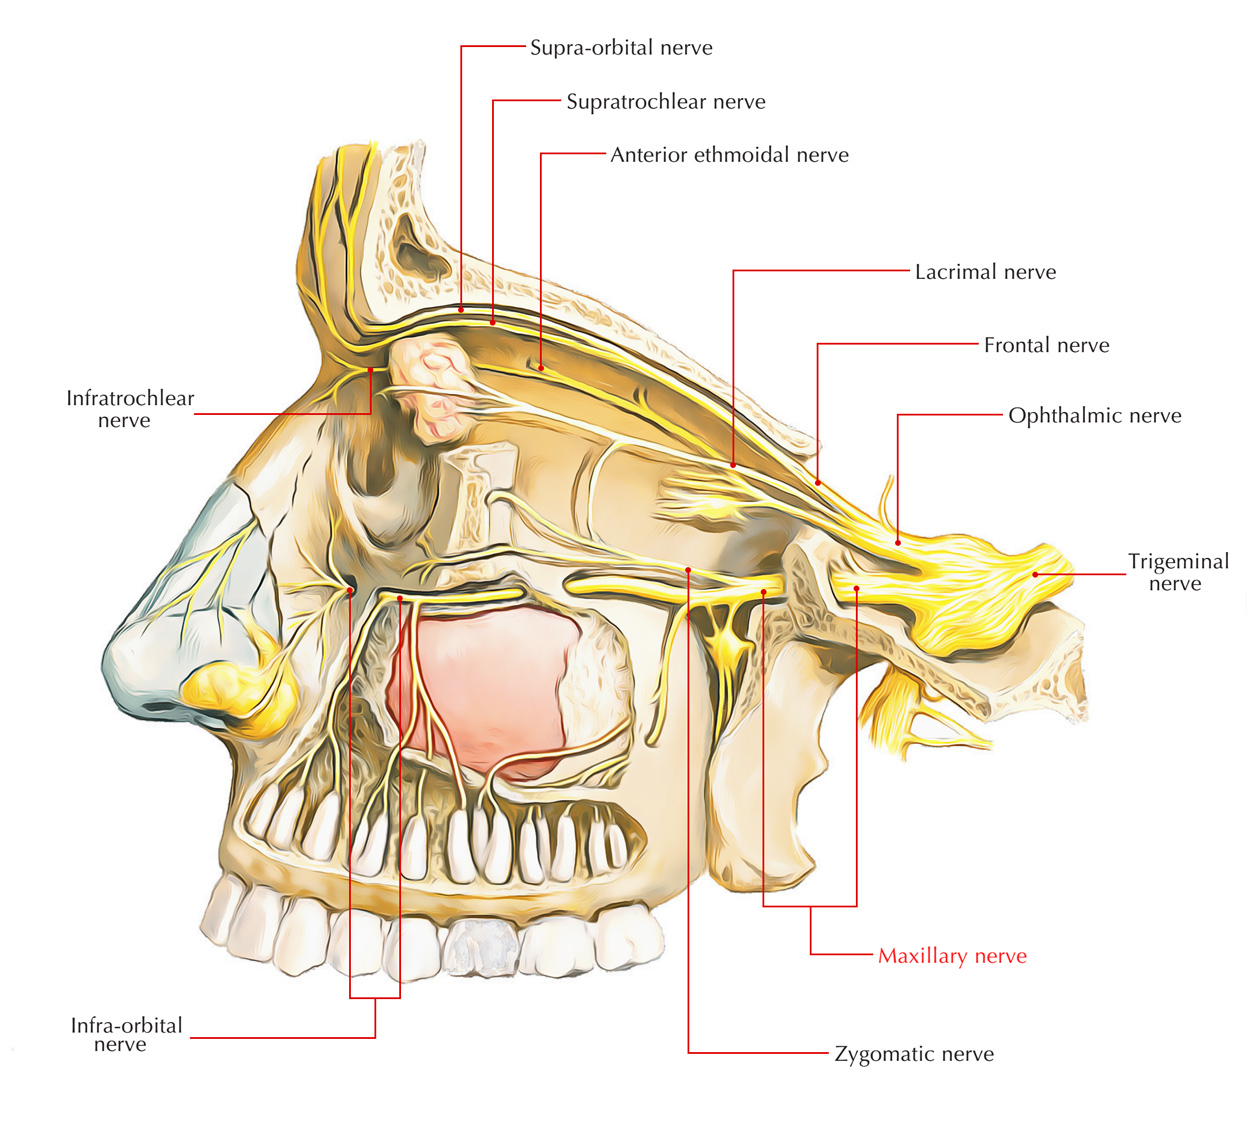 Supra-orbital nerve
Supratrochlear nerve
Anterior ethmoidal nerve
Lacrimal nerve
Frontal nerve
Infratrochlear
nerve
Ophthalmic nerve
Trigeminal
nerve
Maxillary nerve
Infra-orbital
nerve
Zygomatic nerve